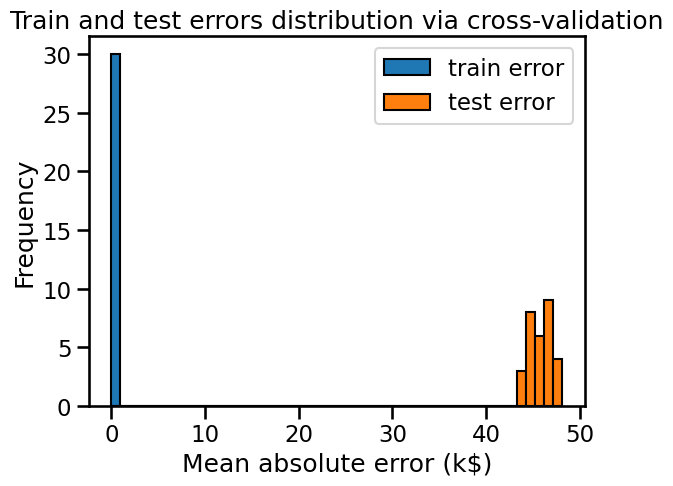 Train and test errors distribution via cross-validation
train error
test error
Frequency
30
25
20
15
10
5
0
0 10 20 30 40 50
Mean absolute error (k$)